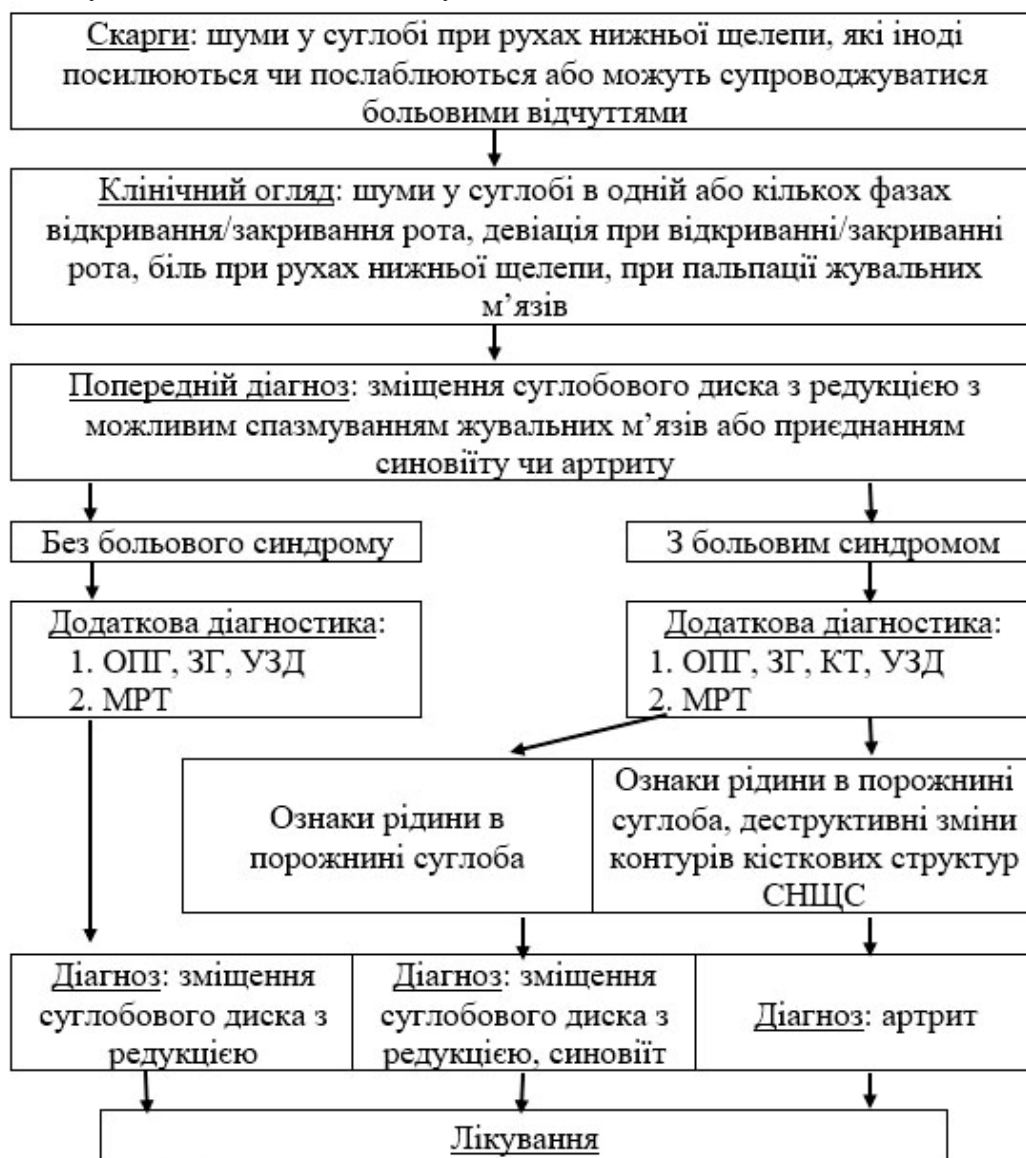 Скарги: шуми у суглобі при рухах нижньої щелепи, які іноді
посилюються чи послаблюються або можуть супроводжуватися
больовими відчуттями
Клінічний огляд: шуми у суглобі в одній або кількох фазах
відкривання/закривання рота, девіація при відкриванні/закриванні
рота, біль при рухах нижньої щелепи, при пальпації жувальних
м’язів
Попередній діагноз: зміщення суглобового диска з редукцією з
можливим спазмуванням жувальних м’язів або приєднанням
синовіїту чи артриту
Без больового синдрому
З больовим синдромом
Додаткова діагностика:
1. ОПГ, ЗГ, УЗД
2. МРТ
Додаткова діагностика:
1. ОПГ, ЗГ, КТ, УЗД
2. МРТ
Ознаки рідини в
порожнині суглоба
Ознаки рідини в порожнині
суглоба, деструктивні зміни
контурів кісткових структур
СНЩС
Діагноз: зміщення
суглобового диска з
редукцією
Діагноз: зміщення
суглобового диска з
редукцією, синовіїт
Діагноз: артрит
Лікування